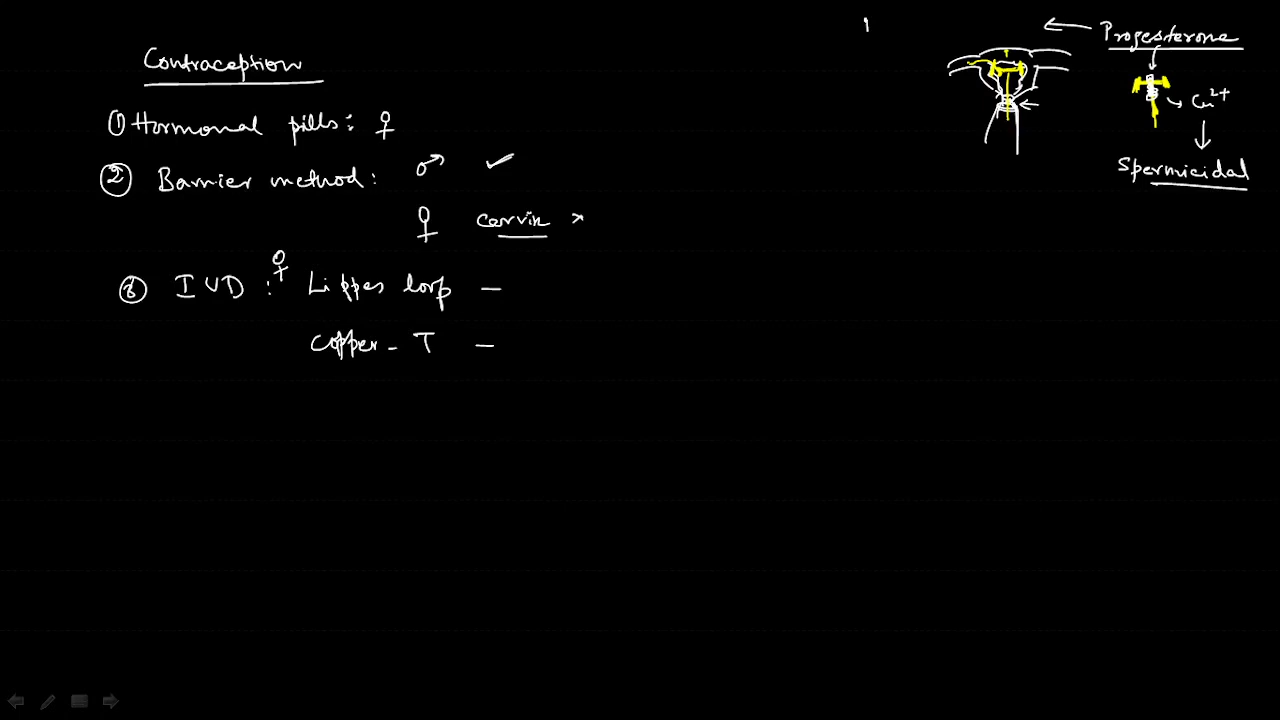 Contraception
① Hormonal pills: ♀
② Barrier method: ♂ ✓
♀ cervix ×
③ IUD: ♀ Lippes loop –
Copper - T –
← Progesterone
Cu²⁺
↓
Spermicidal